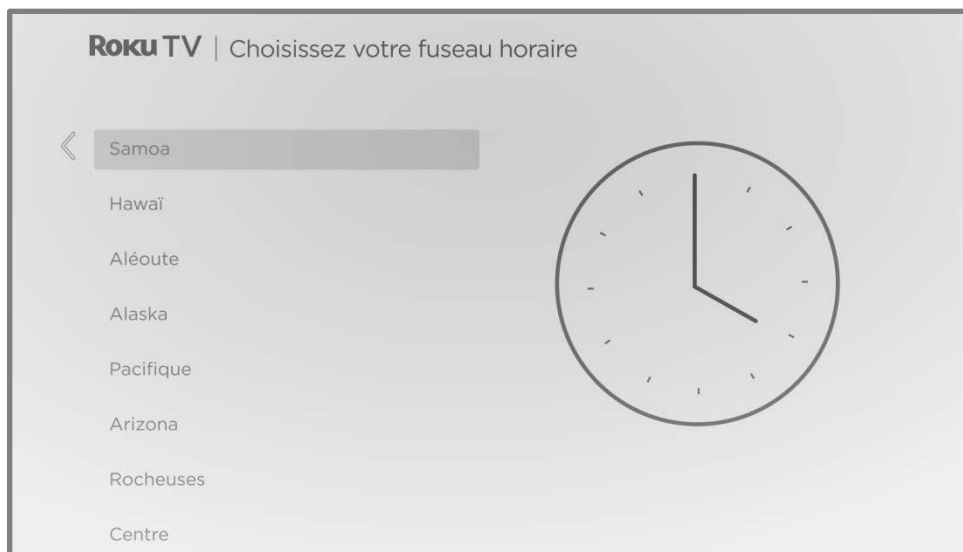 Roku TV | Choisissez votre fuseau horaire
Samoa
Hawaï
Aléoute
Alaska
Pacifique
Arizona
Rocheuses
Centre